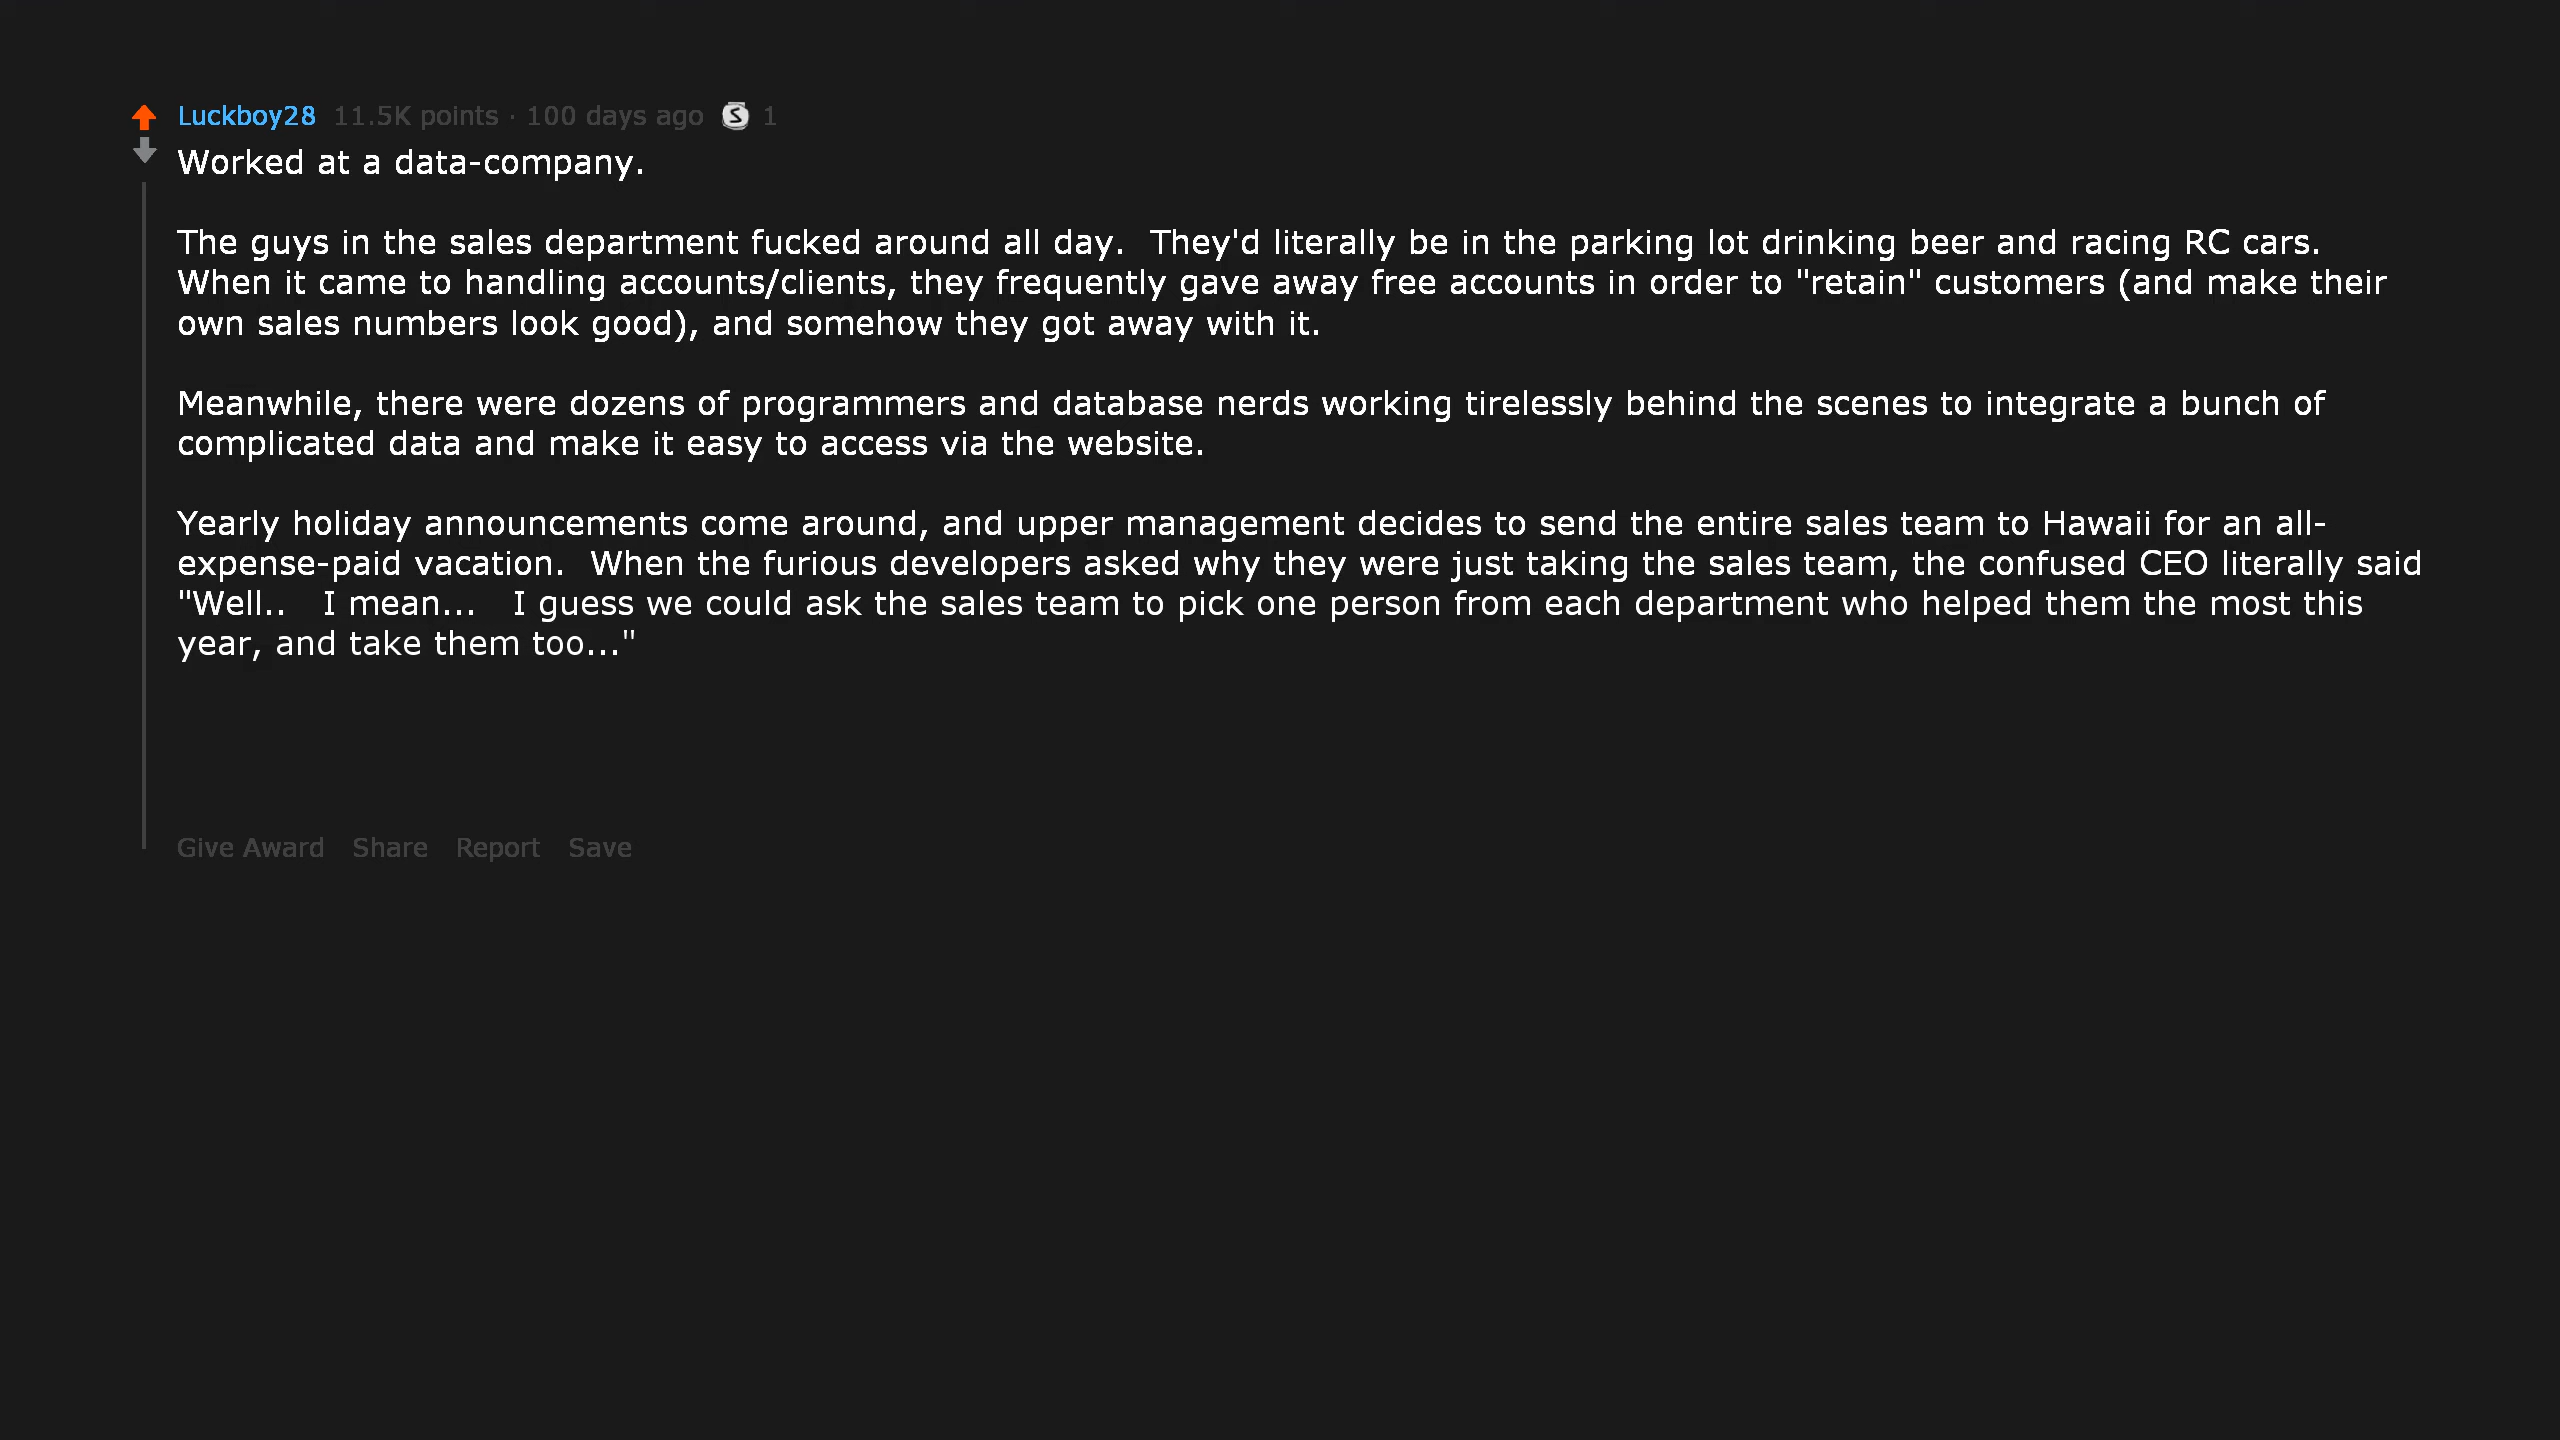 Luckboy28 11.5K points · 100 days ago S 1
Worked at a data-company.
The guys in the sales department fucked around all day.  They'd literally be in the parking lot drinking beer and racing RC cars.
When it came to handling accounts/clients, they frequently gave away free accounts in order to "retain" customers (and make their
own sales numbers look good), and somehow they got away with it.
Meanwhile, there were dozens of programmers and database nerds working tirelessly behind the scenes to integrate a bunch of
complicated data and make it easy to access via the website.
Yearly holiday announcements come around, and upper management decides to send the entire sales team to Hawaii for an all-
expense-paid vacation.  When the furious developers asked why they were just taking the sales team, the confused CEO literally said
"Well..   I mean...   I guess we could ask the sales team to pick one person from each department who helped them the most this
year, and take them too..."
Give Award Share Report Save